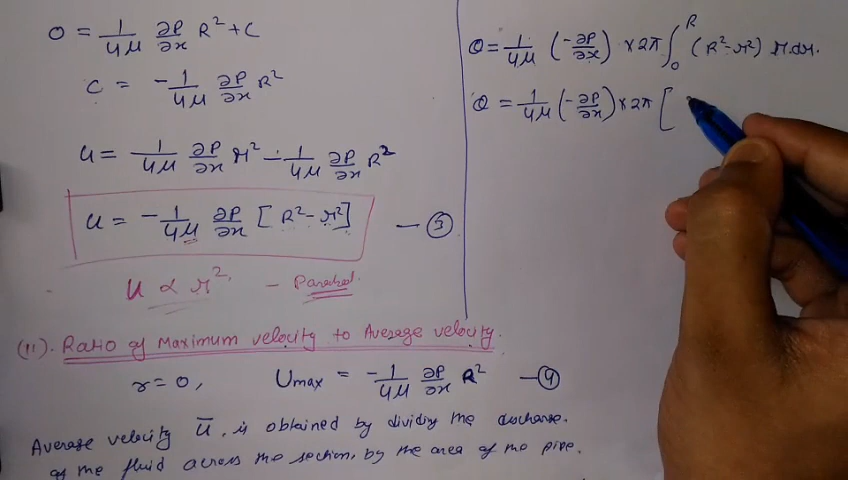 0 = 1/4μ ∂P/∂x R² + C
C = -1/4μ ∂P/∂x R²
u = 1/4μ ∂P/∂x r² - 1/4μ ∂P/∂x R²
u = -1/4μ ∂P/∂x [R² - r²] — ③
u ∝ r², - Parabol.
(11). Ratio of Maximum velocity to Average velocity.
r = 0, Umax = -1/4μ ∂P/∂x R² — ④
Average velocity ū, is obtained by dividing the discharge.
of the fluid across the section, by the area of the pipe.
Q = 1/4μ (-∂P/∂x) × 2π ∫₀ᴿ (R² - r²) r.dr.
Q = 1/4μ (-∂P/∂x) × 2π [